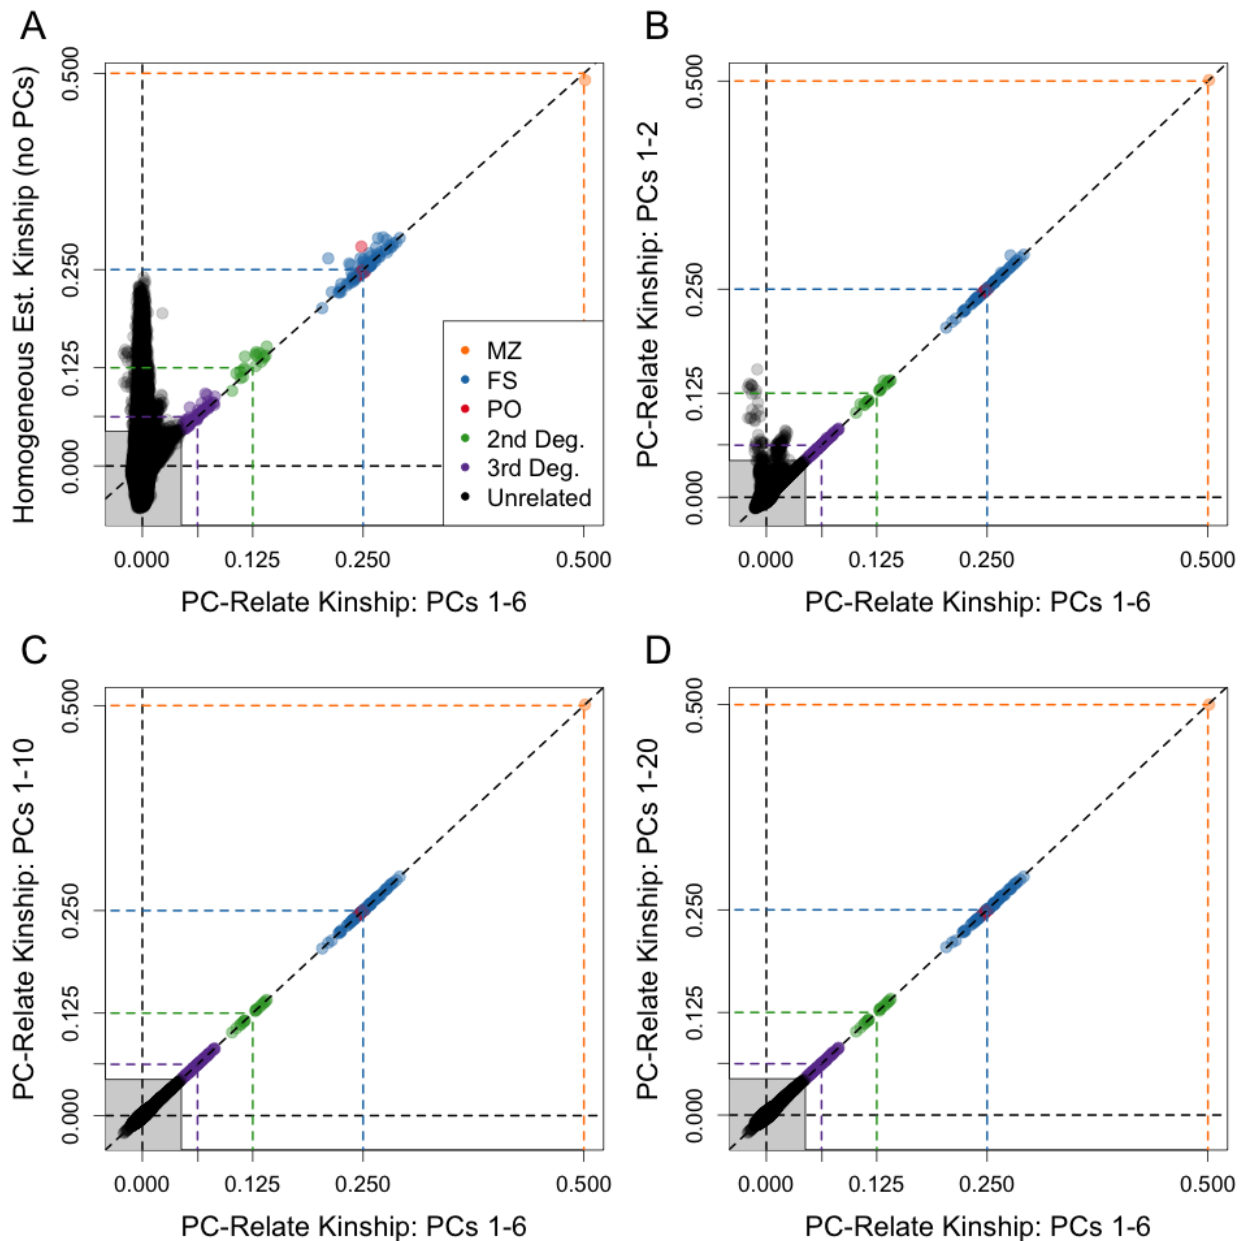 A
Homogeneous Est. Kinship (no PCs)
0.500
0.250
0.125
0.000
MZ
FS
PO
2nd Deg.
3rd Deg.
Unrelated
0.000 0.125 0.250 0.500
PC-Relate Kinship: PCs 1-6
B
PC-Relate Kinship: PCs 1-2
0.500
0.250
0.125
0.000
0.000 0.125 0.250 0.500
PC-Relate Kinship: PCs 1-6
C
PC-Relate Kinship: PCs 1-10
0.500
0.250
0.125
0.000
0.000 0.125 0.250 0.500
PC-Relate Kinship: PCs 1-6
D
PC-Relate Kinship: PCs 1-20
0.500
0.250
0.125
0.000
0.000 0.125 0.250 0.500
PC-Relate Kinship: PCs 1-6